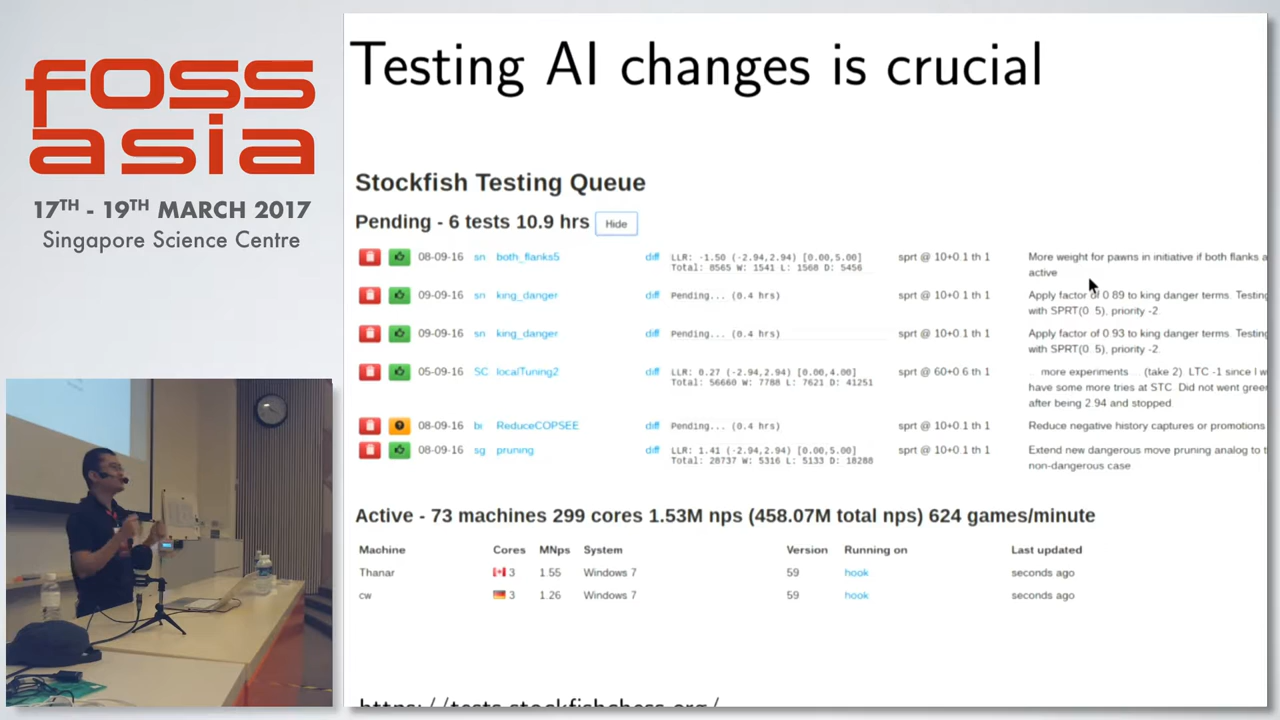 FOSS
asia
17TH - 19TH MARCH 2017
Singapore Science Centre
Testing AI changes is crucial
Stockfish Testing Queue
Pending - 6 tests 10.9 hrs Hide
08-09-16 sn both_flanks5 diff LLR: -1.50 (-2.94,2.94) [0.00,5.00] sprt @ 10+0.1 th 1 More weight for pawns in initiative if both flanks a
Total: 8565 W: 1541 L: 1568 D: 5456 active
09-09-16 sn king_danger diff Pending... (0.4 hrs) sprt @ 10+0.1 th 1 Apply factor of 0.89 to king danger terms. Testing
with SPRT(0, 5), priority -2.
09-09-16 sn king_danger diff Pending... (0.4 hrs) sprt @ 10+0.1 th 1 Apply factor of 0.93 to king danger terms. Testing
with SPRT(0, 5), priority -2.
05-09-16 SC localTuning2 diff LLR: 0.27 (-2.94,2.94) [0.00,4.00] sprt @ 60+0.6 th 1 ... more experiments ... (take 2). LTC -1 since I w
Total: 56660 W: 7788 L: 7621 D: 41251 have some more tries at STC. Did not went gree
after being 2.94 and stopped.
08-09-16 bi ReduceCOPSEE diff Pending... (0.4 hrs) sprt @ 10+0.1 th 1 Reduce negative history captures or promotions
08-09-16 sg pruning diff LLR: 1.41 (-2.94,2.94) [0.00,5.00] sprt @ 10+0.1 th 1 Extend new dangerous move pruning analog to t
Total: 28737 W: 5316 L: 5133 D: 18288 non-dangerous case
Active - 73 machines 299 cores 1.53M nps (458.07M total nps) 624 games/minute
Machine Cores MNps System Version Running on Last updated
Thanar 3 1.55 Windows 7 59 hook seconds ago
cw 3 1.26 Windows 7 59 hook seconds ago
https://tests.stockfishchess.org/